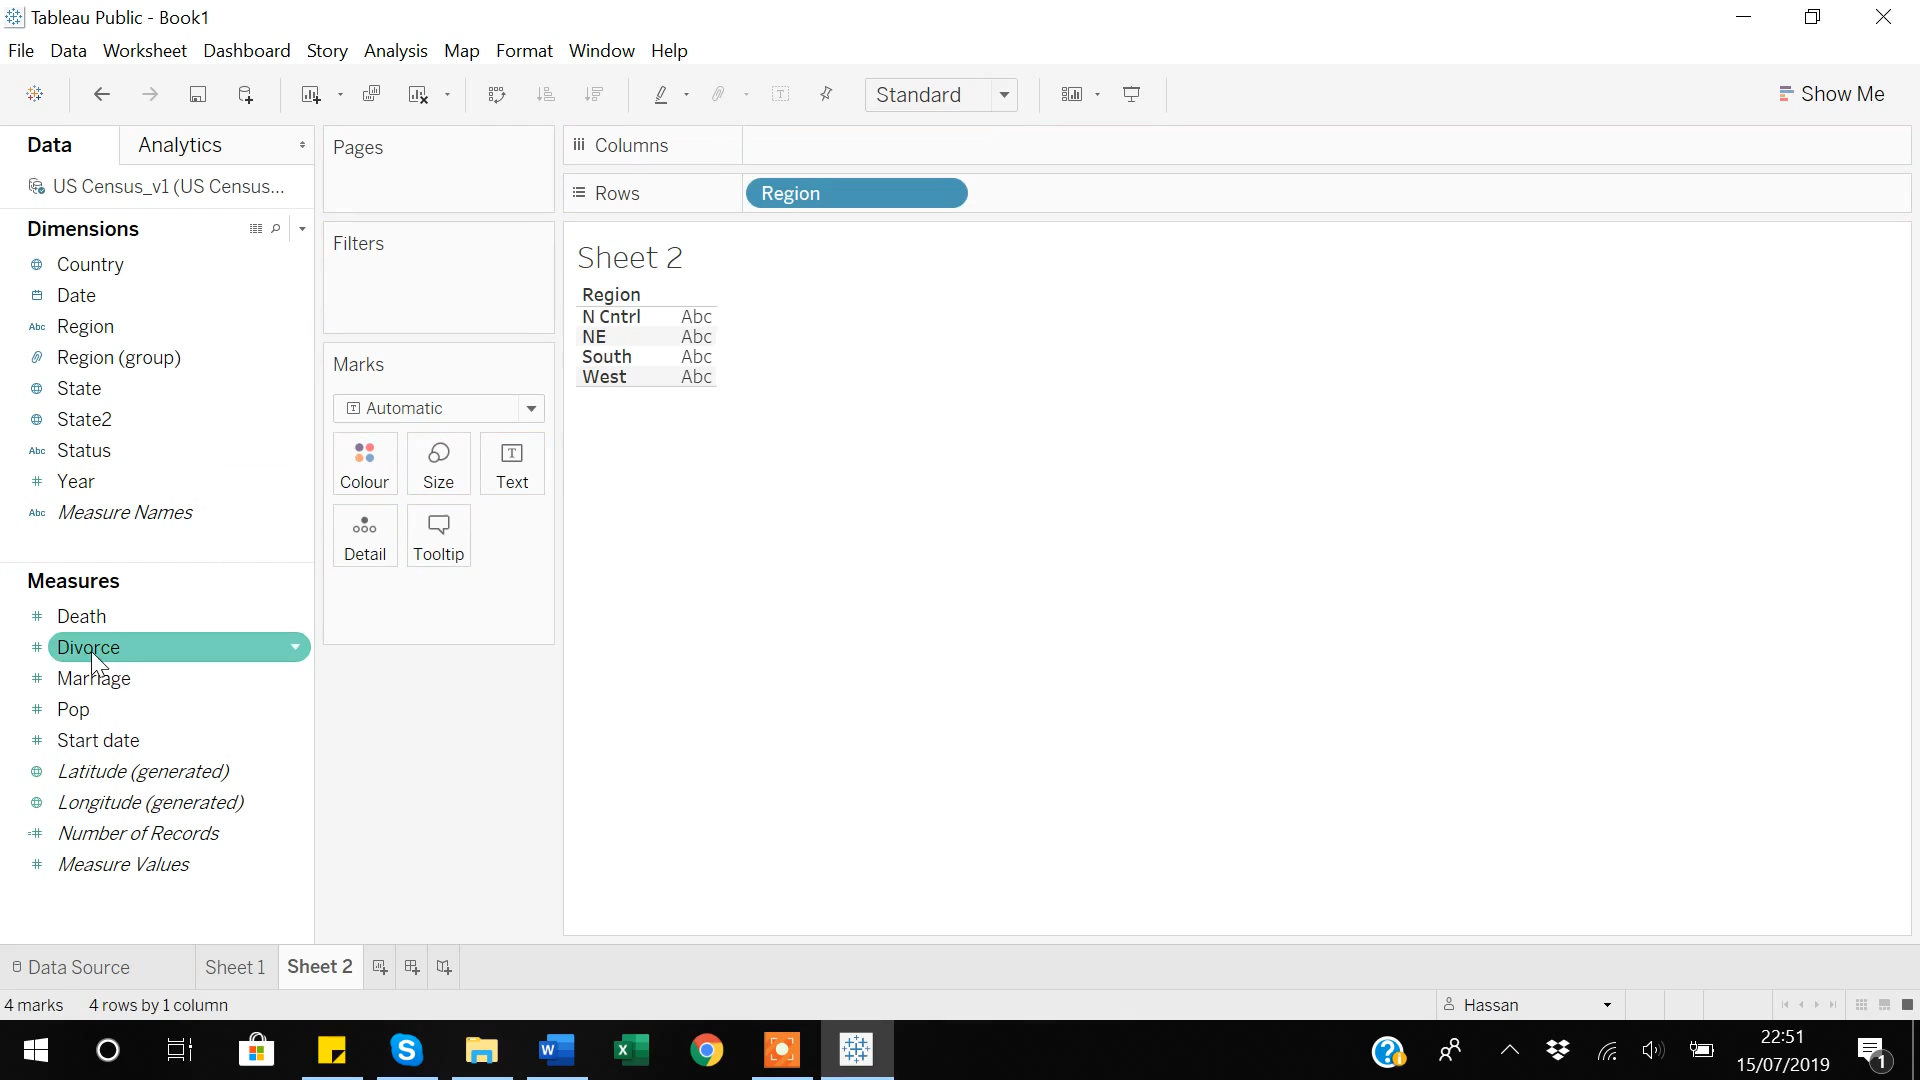 Tableau Public - Book1
File Data Worksheet Dashboard Story Analysis Map Format Window Help
Standard
Show Me
Data
Analytics
US Census_v1 (US Census...
Dimensions
Country
Date
Abc Region
Region (group)
State
State2
Abc Status
Year
Abc Measure Names
Measures
Death
Divorce
Marriage
Pop
Start date
Latitude (generated)
Longitude (generated)
Number of Records
Measure Values
Pages
Filters
Marks
Automatic
Colour Size Text
Detail Tooltip
Columns
Rows Region
Sheet 2
Region
N Cntrl Abc
NE Abc
South Abc
West Abc
Data Source Sheet 1 Sheet 2
4 marks 4 rows by 1 column
Hassan
22:51
15/07/2019
1